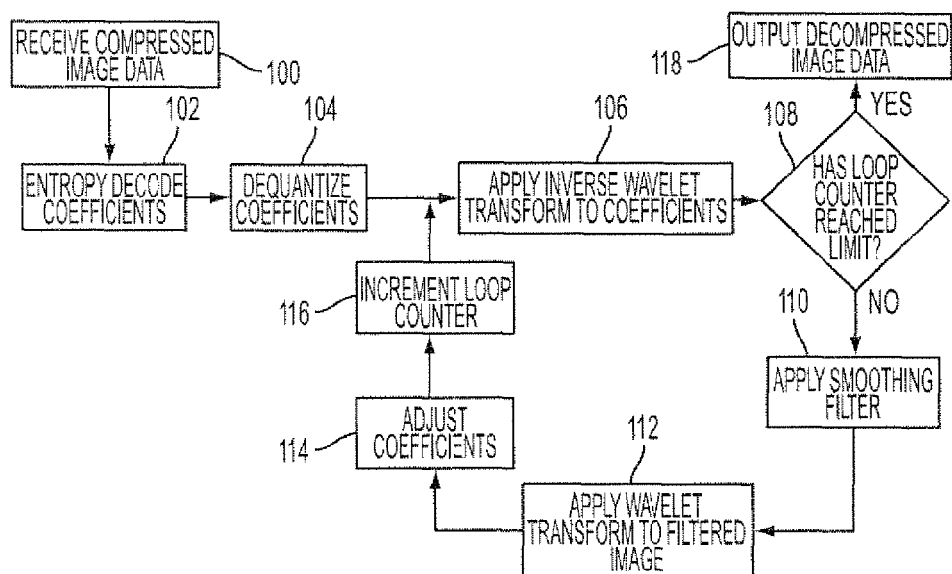 RECEIVE COMPRESSED
IMAGE DATA
100
102
ENTROPY DECODE
COEFFICIENTS
104
DEQUANTIZE
COEFFICIENTS
106
APPLY INVERSE WAVELET
TRANSFORM TO COEFFICIENTS
108
HAS LOOP
COUNTER
REACHED
LIMIT?
YES
118
OUTPUT DECOMPRESSED
IMAGE DATA
NO
110
APPLY SMOOTHING
FILTER
112
APPLY WAVELET
TRANSFORM TO FILTERED
IMAGE
114
ADJUST
COEFFICIENTS
116
INCREMENT LOOP
COUNTER